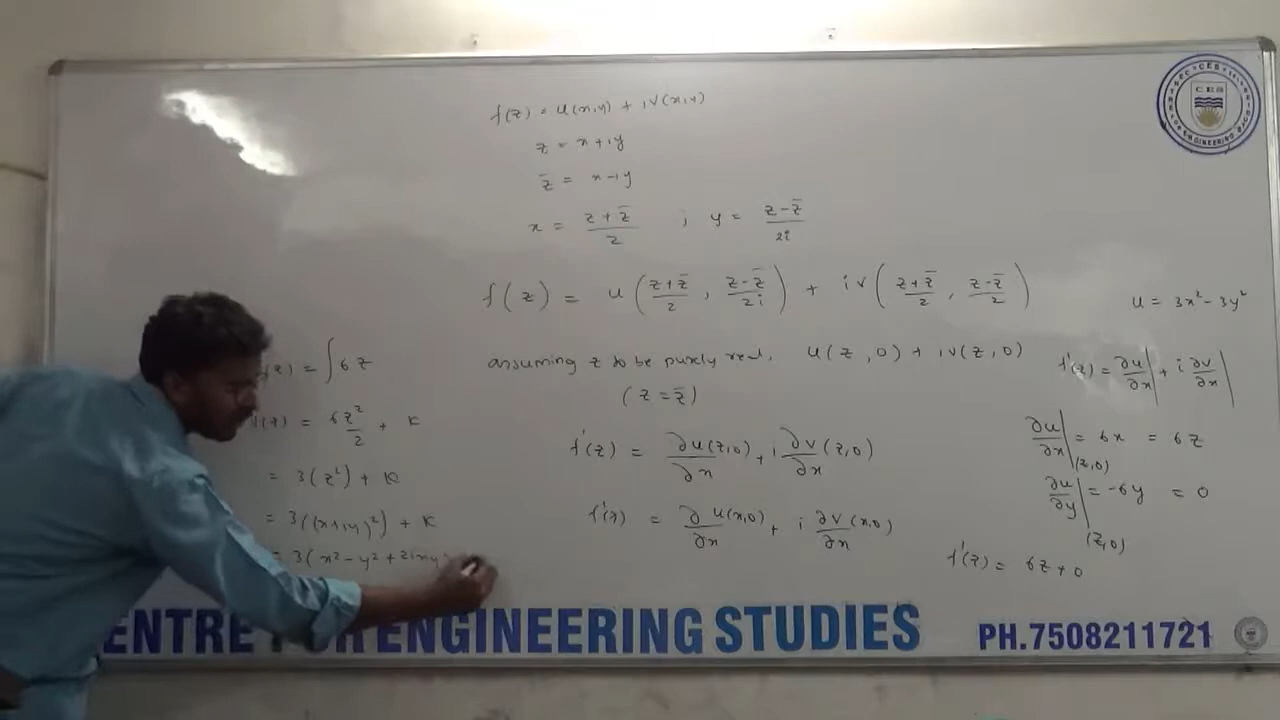 f(z) = u(x,y) + iv(x,y)
z = x+iy
z̄ = x-iy
x = (z+z̄)/2 ; y = (z-z̄)/2i
f(z) = u((z+z̄)/2, (z-z̄)/2i) + iv((z+z̄)/2, (z-z̄)/2)
assuming z to be purely real, u(z,0) + iv(z,0)
(z = z̄)
f'(z) = ∂u(z,0)/∂x + i ∂v(z,0)/∂x
f'(x) = ∂u(x,0)/∂x + i ∂v(x,0)/∂x
u = 3x² - 3y²
f'(z) = ∂u/∂x| + i ∂v/∂x|
∂u/∂x|(z,0) = 6x = 6z
∂u/∂y|(z,0) = -6y = 0
f'(z) = 6z + 0
(z) = ∫6z
f(z) = 6z²/2 + K
= 3(z²) + K
= 3((x+iy)²) + K
= 3(x² - y² + 2ixy)
CES
ENTRE F R ENGINEERING STUDIES
PH.7508211721